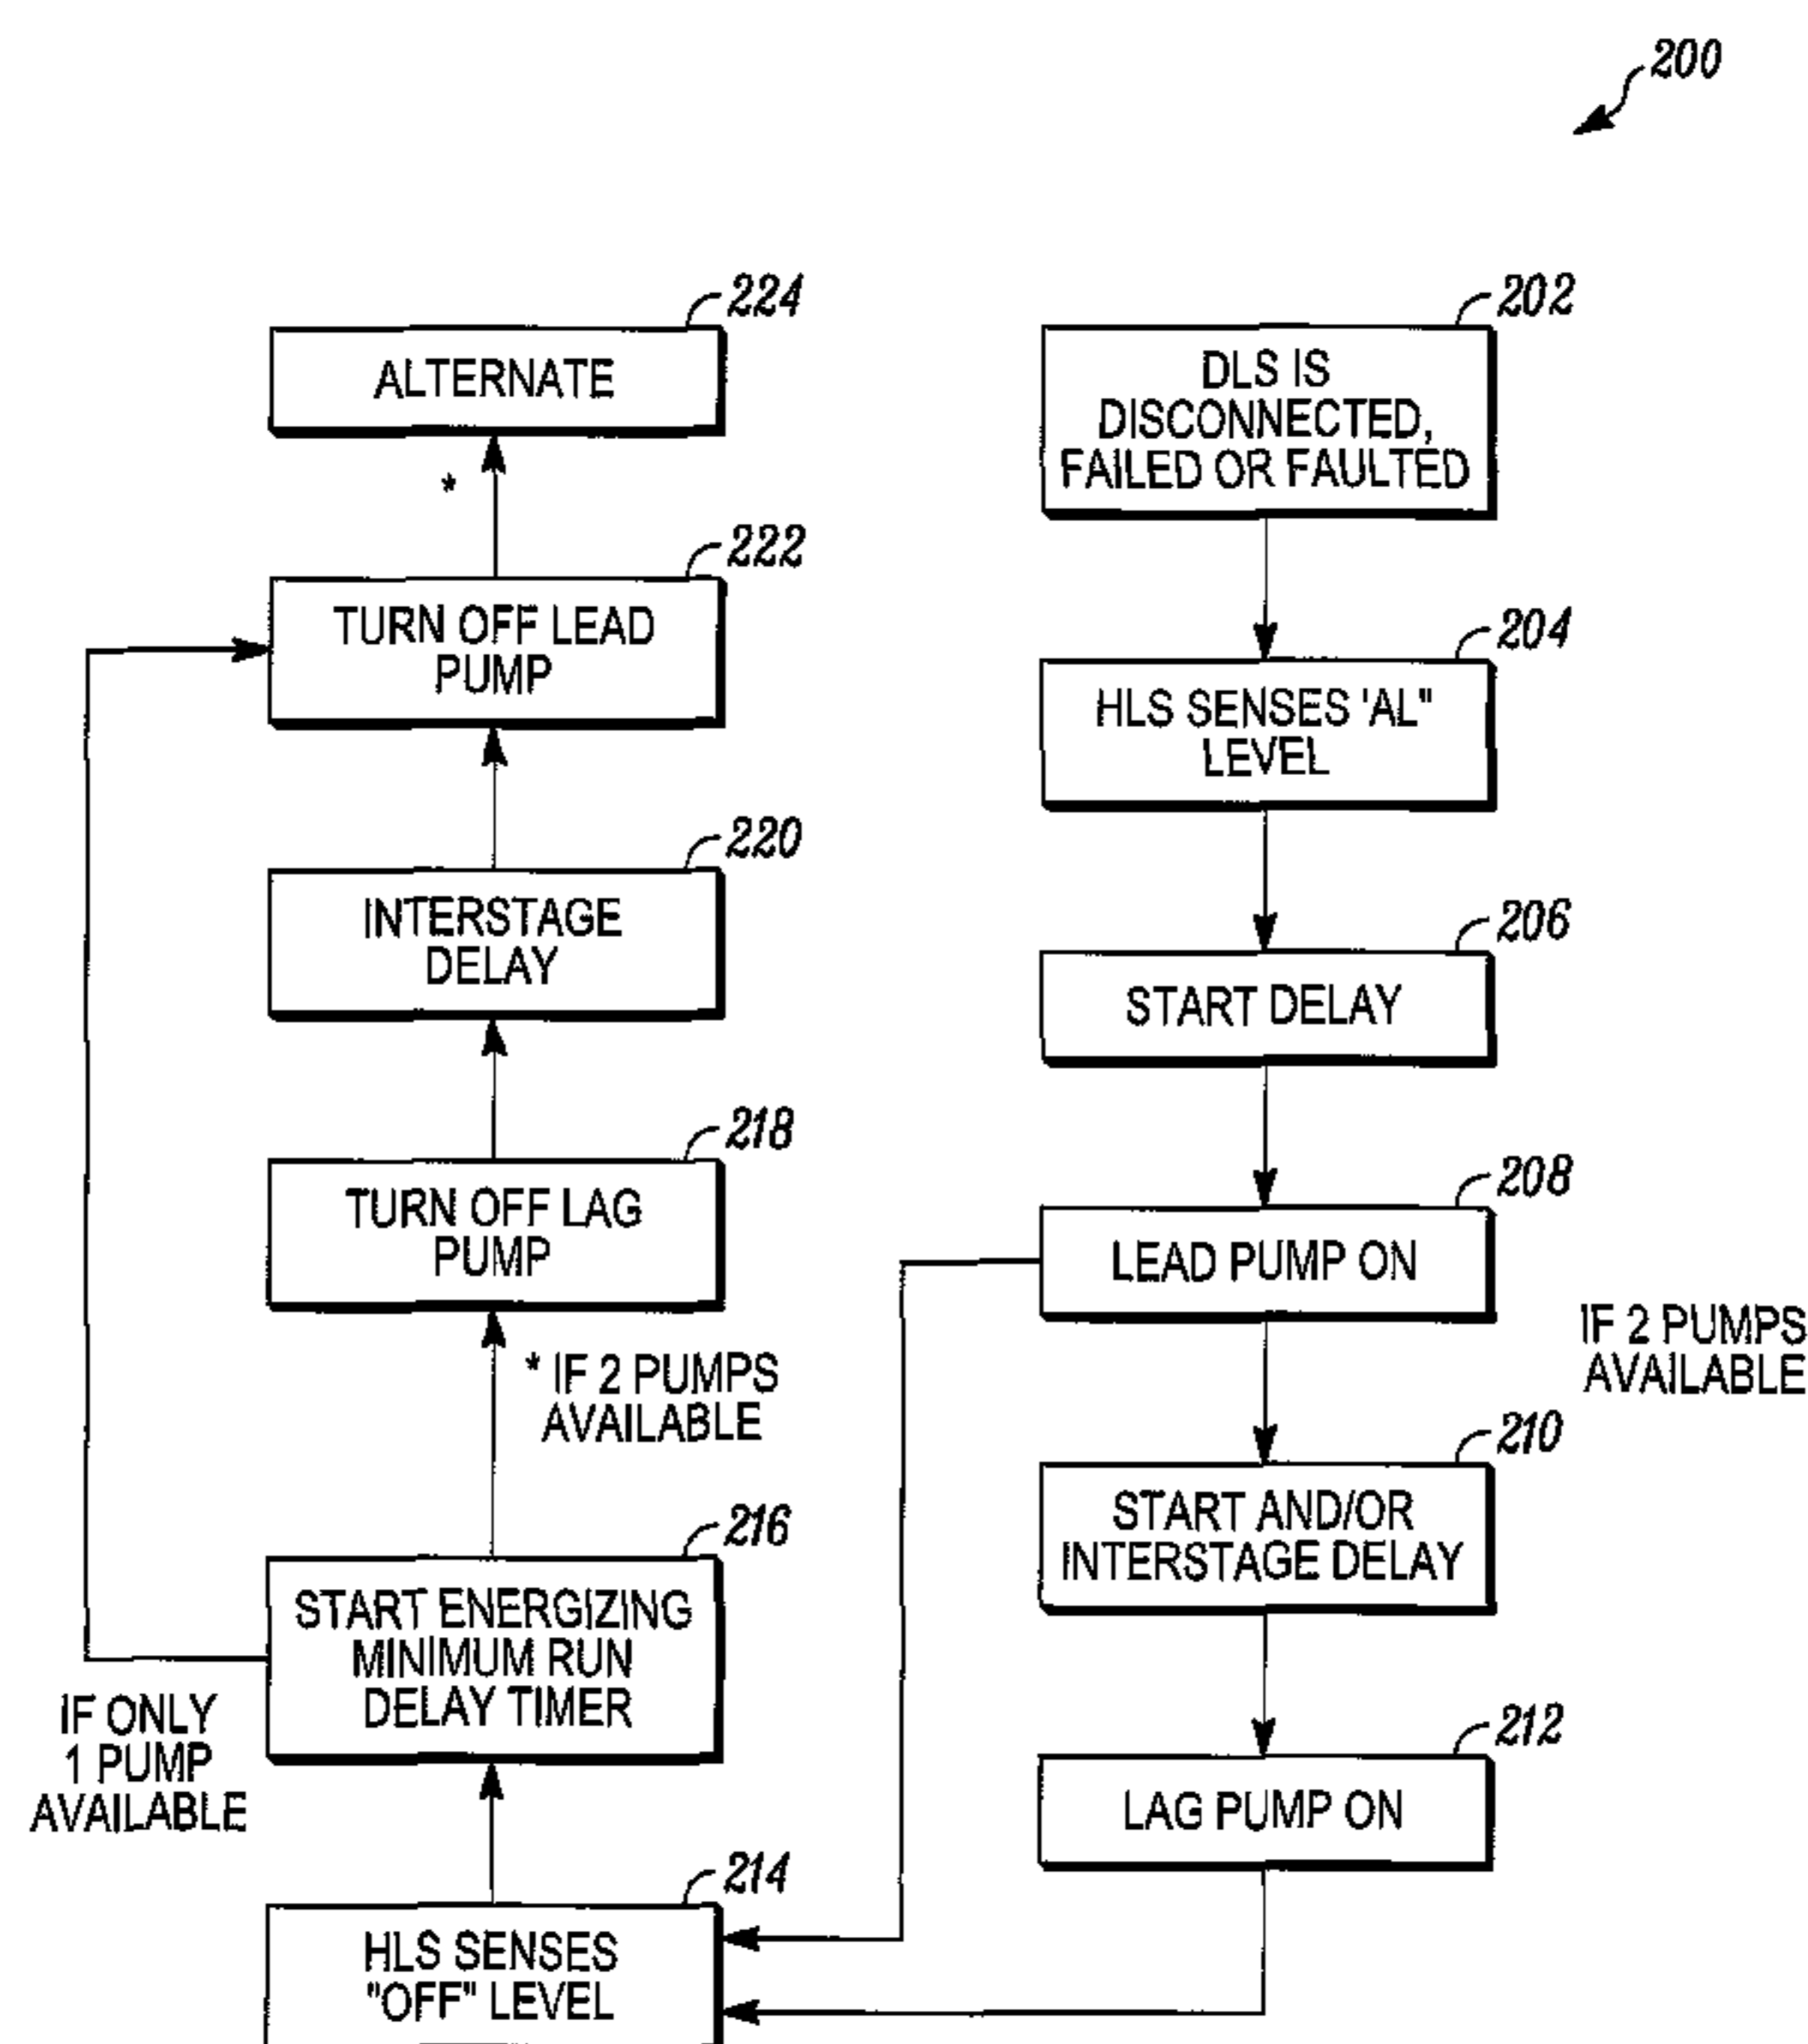 200
202
DLS IS
DISCONNECTED,
FAILED OR FAULTED
204
HLS SENSES 'AL"
LEVEL
206
START DELAY
208
LEAD PUMP ON
IF 2 PUMPS
AVAILABLE
210
START AND/OR
INTERSTAGE DELAY
212
LAG PUMP ON
214
HLS SENSES
"OFF" LEVEL
216
START ENERGIZING
MINIMUM RUN
DELAY TIMER
IF ONLY
1 PUMP
AVAILABLE
* IF 2 PUMPS
AVAILABLE
218
TURN OFF LAG
PUMP
220
INTERSTAGE
DELAY
222
TURN OFF LEAD
PUMP
*
224
ALTERNATE